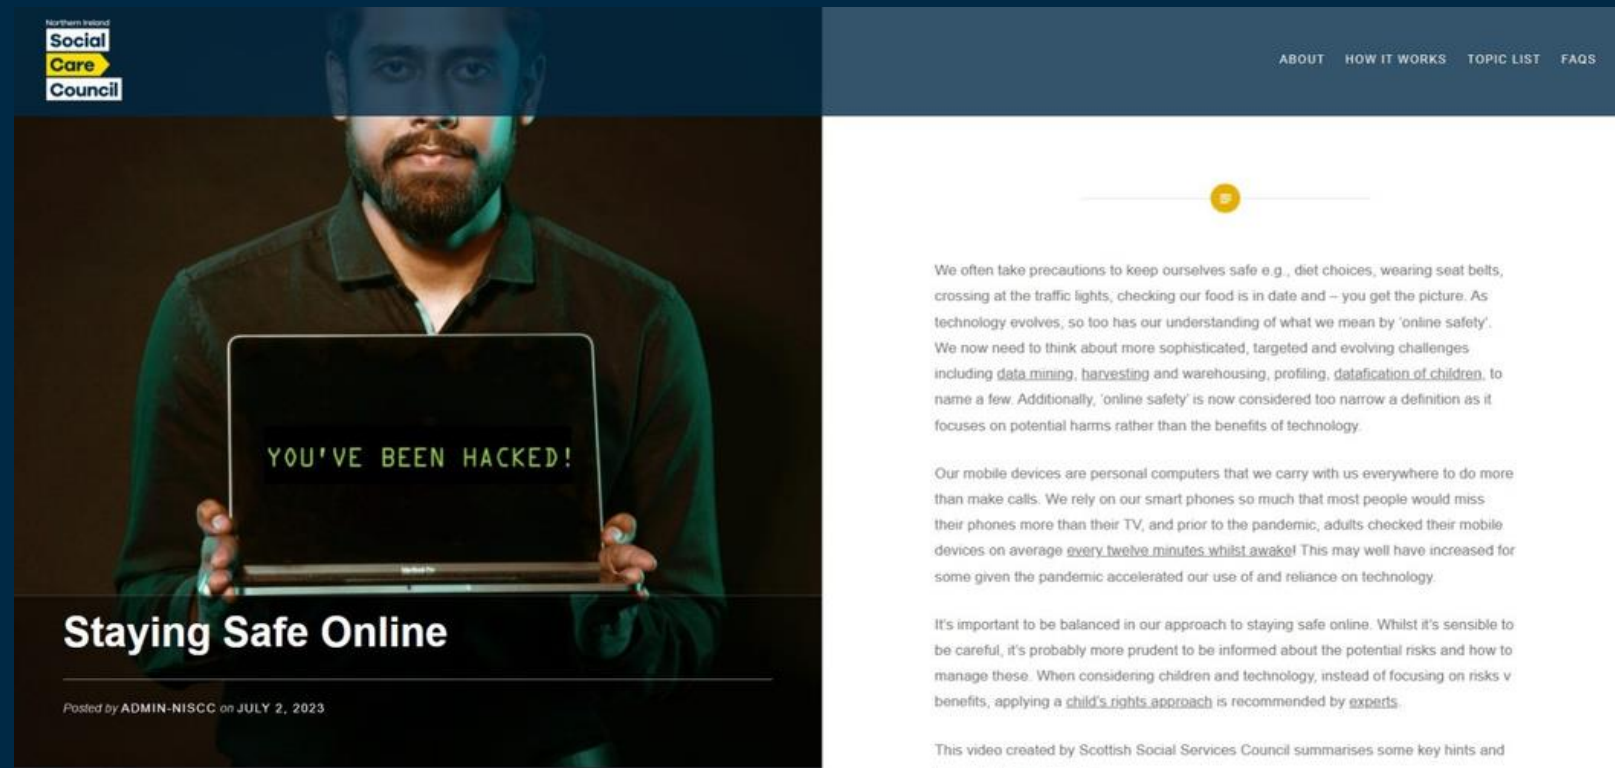 Northern Ireland
Social
Care
Council
ABOUT HOW IT WORKS TOPIC LIST FAQS
YOU'VE BEEN HACKED!
MacBook Pro
Staying Safe Online
Posted by ADMIN-NISCC on JULY 2, 2023
We often take precautions to keep ourselves safe e.g., diet choices, wearing seat belts,
crossing at the traffic lights, checking our food is in date and – you get the picture. As
technology evolves, so too has our understanding of what we mean by 'online safety'.
We now need to think about more sophisticated, targeted and evolving challenges
including data mining, harvesting and warehousing, profiling, datafication of children, to
name a few. Additionally, 'online safety' is now considered too narrow a definition as it
focuses on potential harms rather than the benefits of technology.
Our mobile devices are personal computers that we carry with us everywhere to do more
than make calls. We rely on our smart phones so much that most people would miss
their phones more than their TV, and prior to the pandemic, adults checked their mobile
devices on average every twelve minutes whilst awake! This may well have increased for
some given the pandemic accelerated our use of and reliance on technology.
It's important to be balanced in our approach to staying safe online. Whilst it's sensible to
be careful, it's probably more prudent to be informed about the potential risks and how to
manage these. When considering children and technology, instead of focusing on risks v
benefits, applying a child's rights approach is recommended by experts.
This video created by Scottish Social Services Council summarises some key hints and